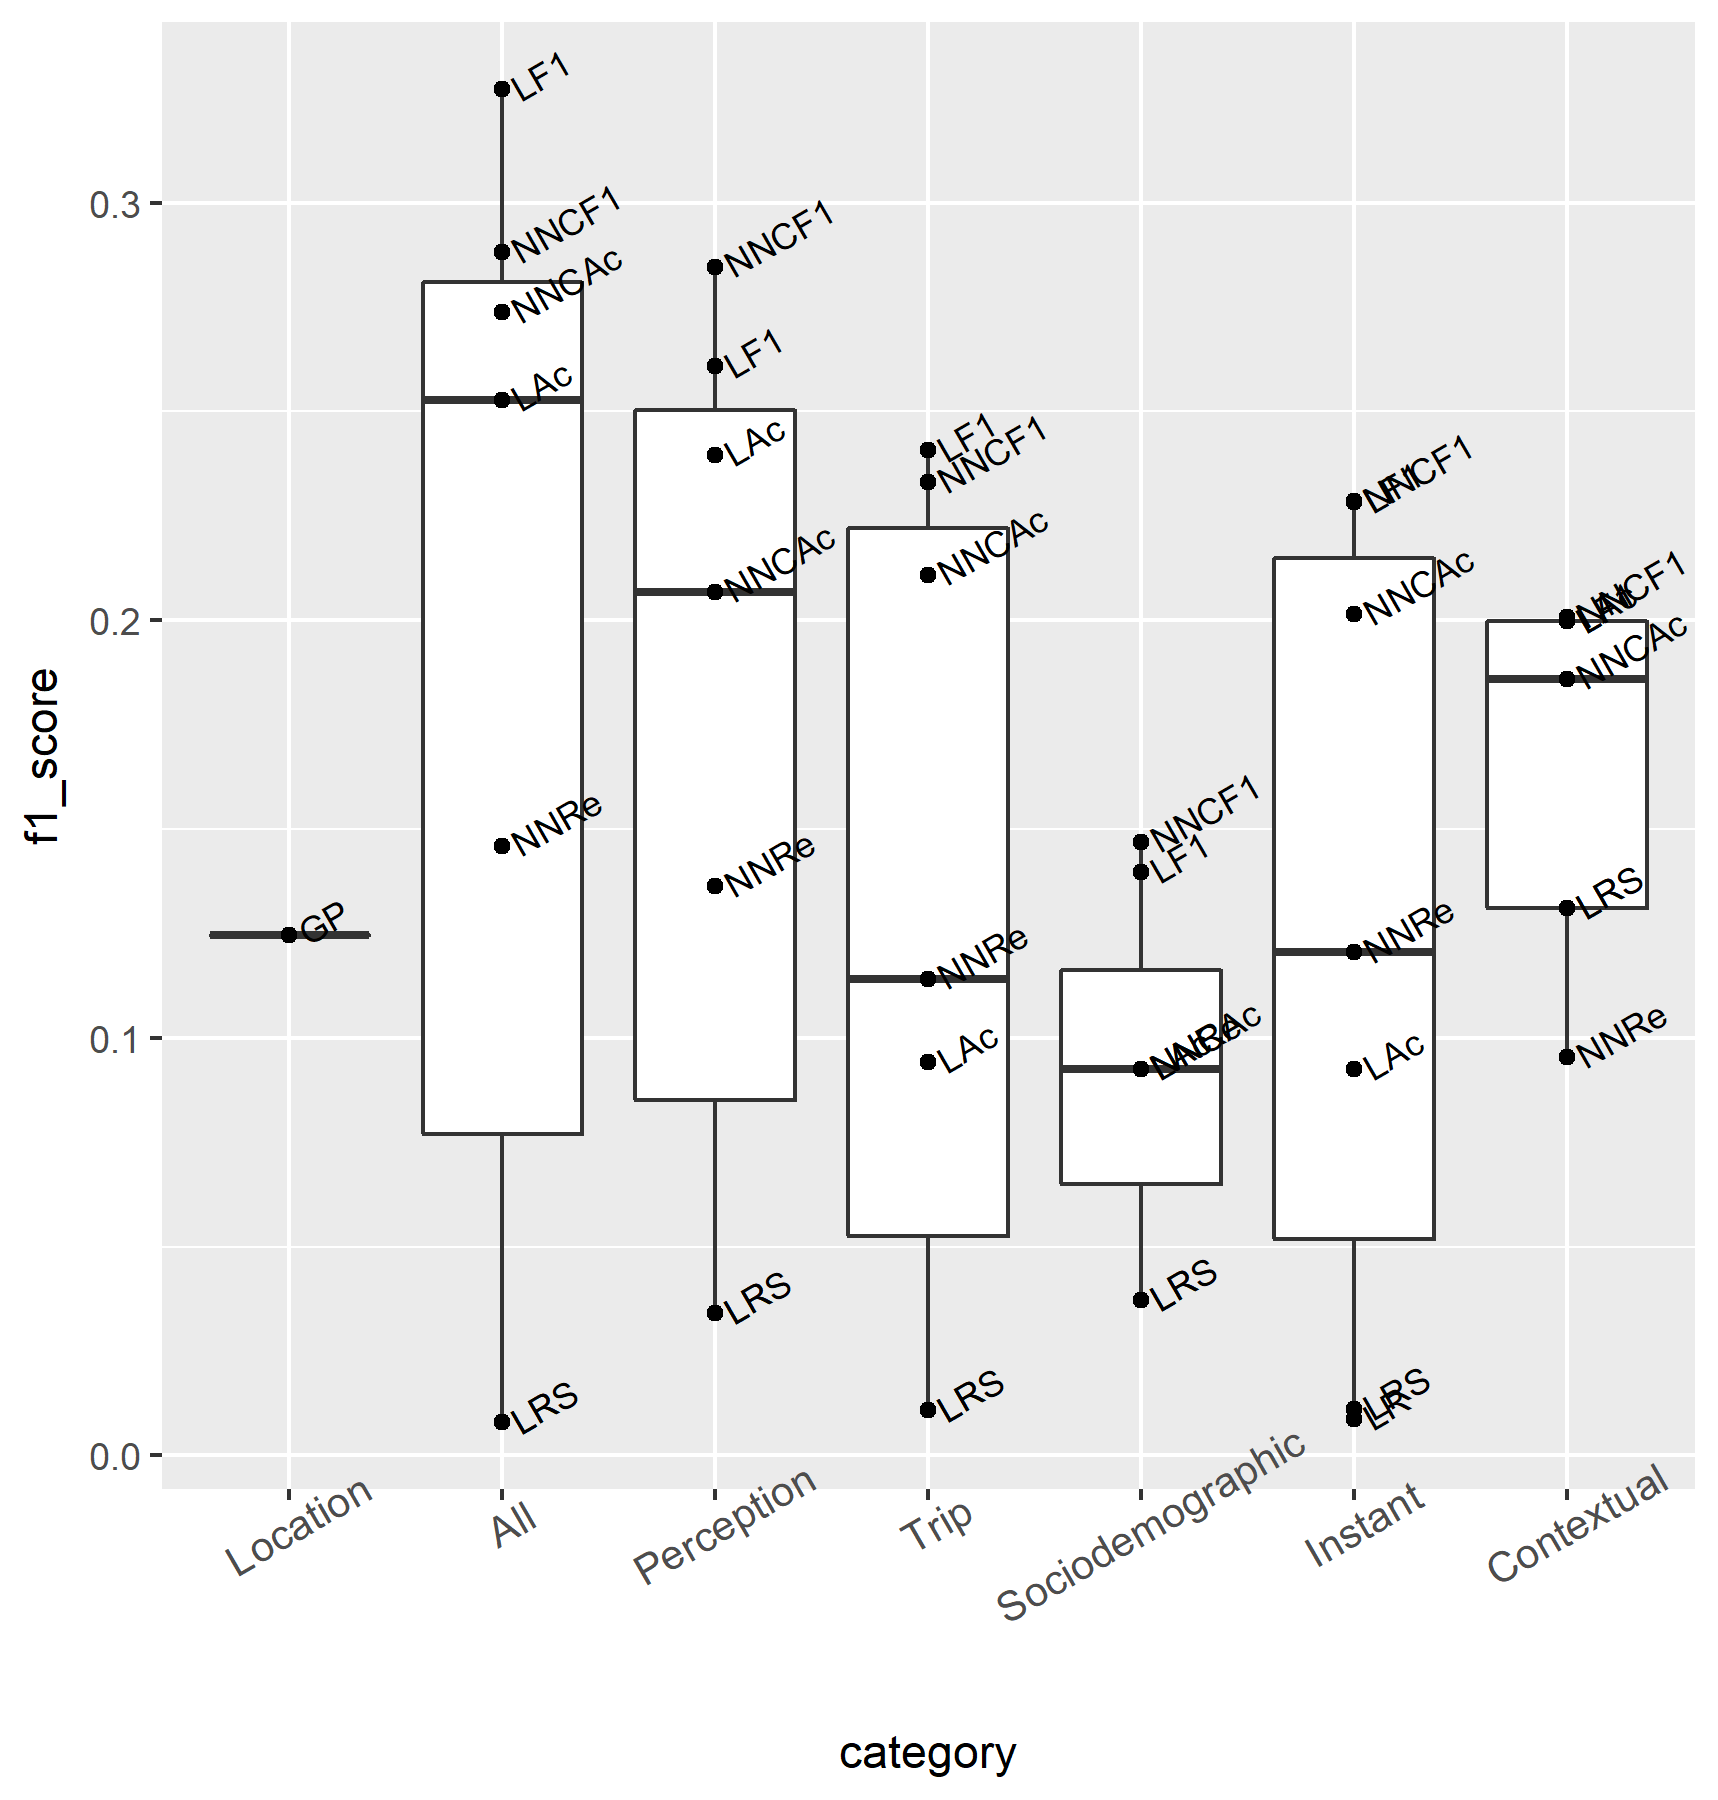 f1_score
0.3
0.2
0.1
0.0
GP
LF1
NNCF1
NNCAc
LAc
NNRe
LRS
NNCF1
LF1
LAc
NNCAc
NNRe
LRS
LF1
NNCF1
NNCAc
NNRe
LAc
LRS
NNCF1
LF1
LRS
NNCF1
LF1
NNCAc
NNRe
LAc
LRS
NNCF1
NNCAc
LRS
NNRe
Location
All
Perception
Trip
Sociodemographic
Instant
Contextual
category